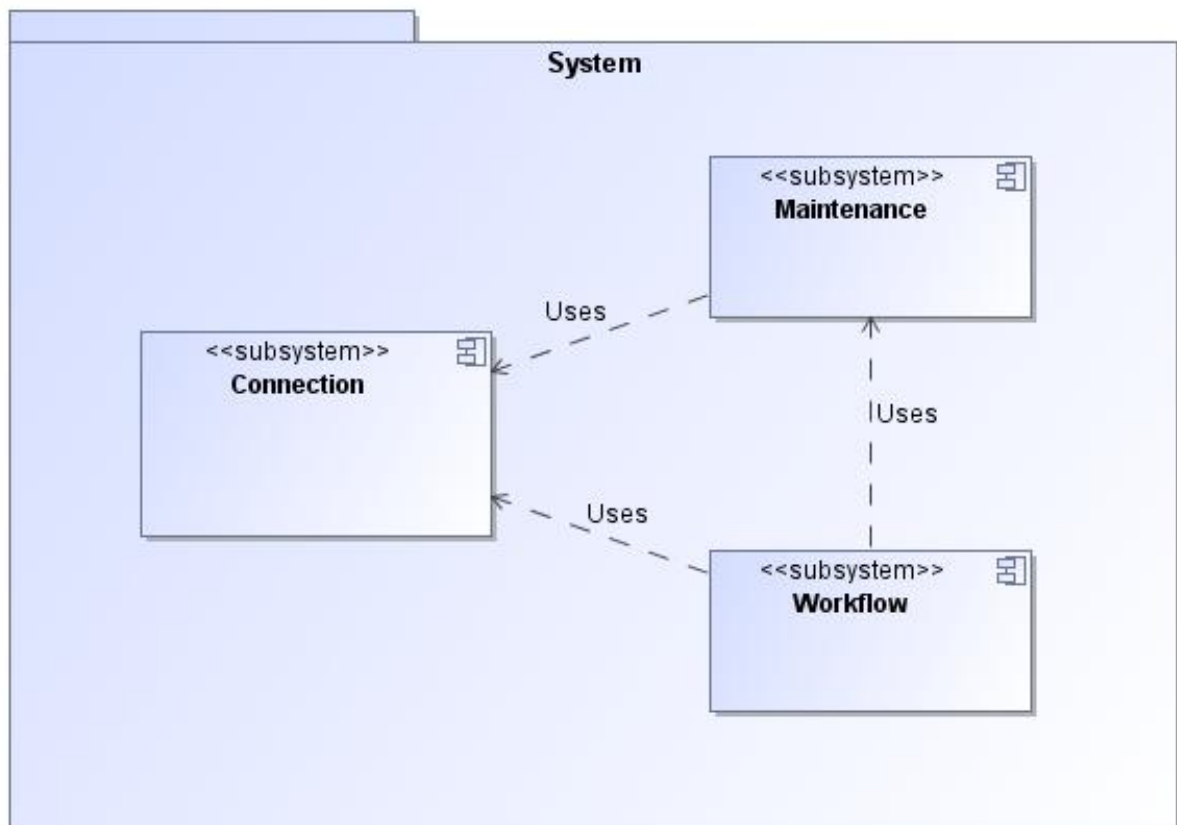 System
<<subsystem>>
Maintenance
Uses
<<subsystem>>
Connection
Uses
Uses
<<subsystem>>
Workflow